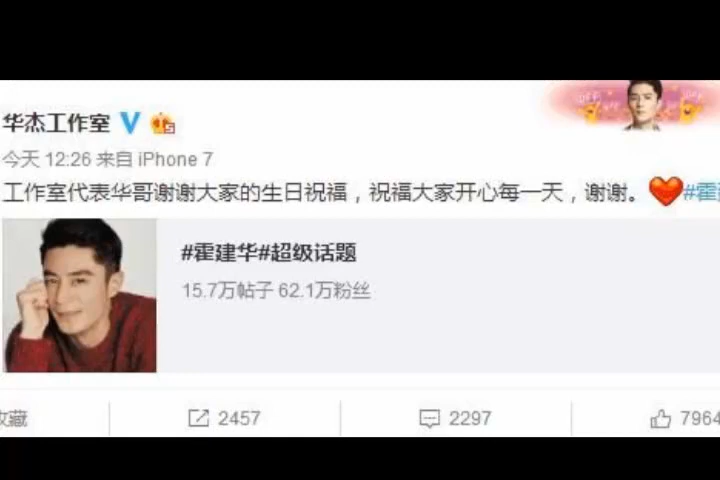 华杰工作室
今天 12:26 来自 iPhone 7
工作室代表华哥谢谢大家的生日祝福，祝福大家开心每一天，谢谢。#霍
#霍建华#超级话题
15.7万帖子 62.1万粉丝
收藏 2457 2297 7964